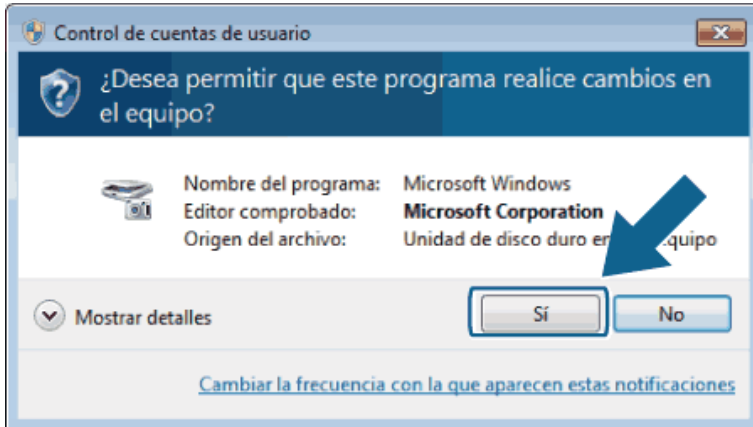 Control de cuentas de usuario
¿Desea permitir que este programa realice cambios en
el equipo?
Nombre del programa: Microsoft Windows
Editor comprobado: Microsoft Corporation
Origen del archivo: Unidad de disco duro en equipo
Mostrar detalles
Sí
No
Cambiar la frecuencia con la que aparecen estas notificaciones